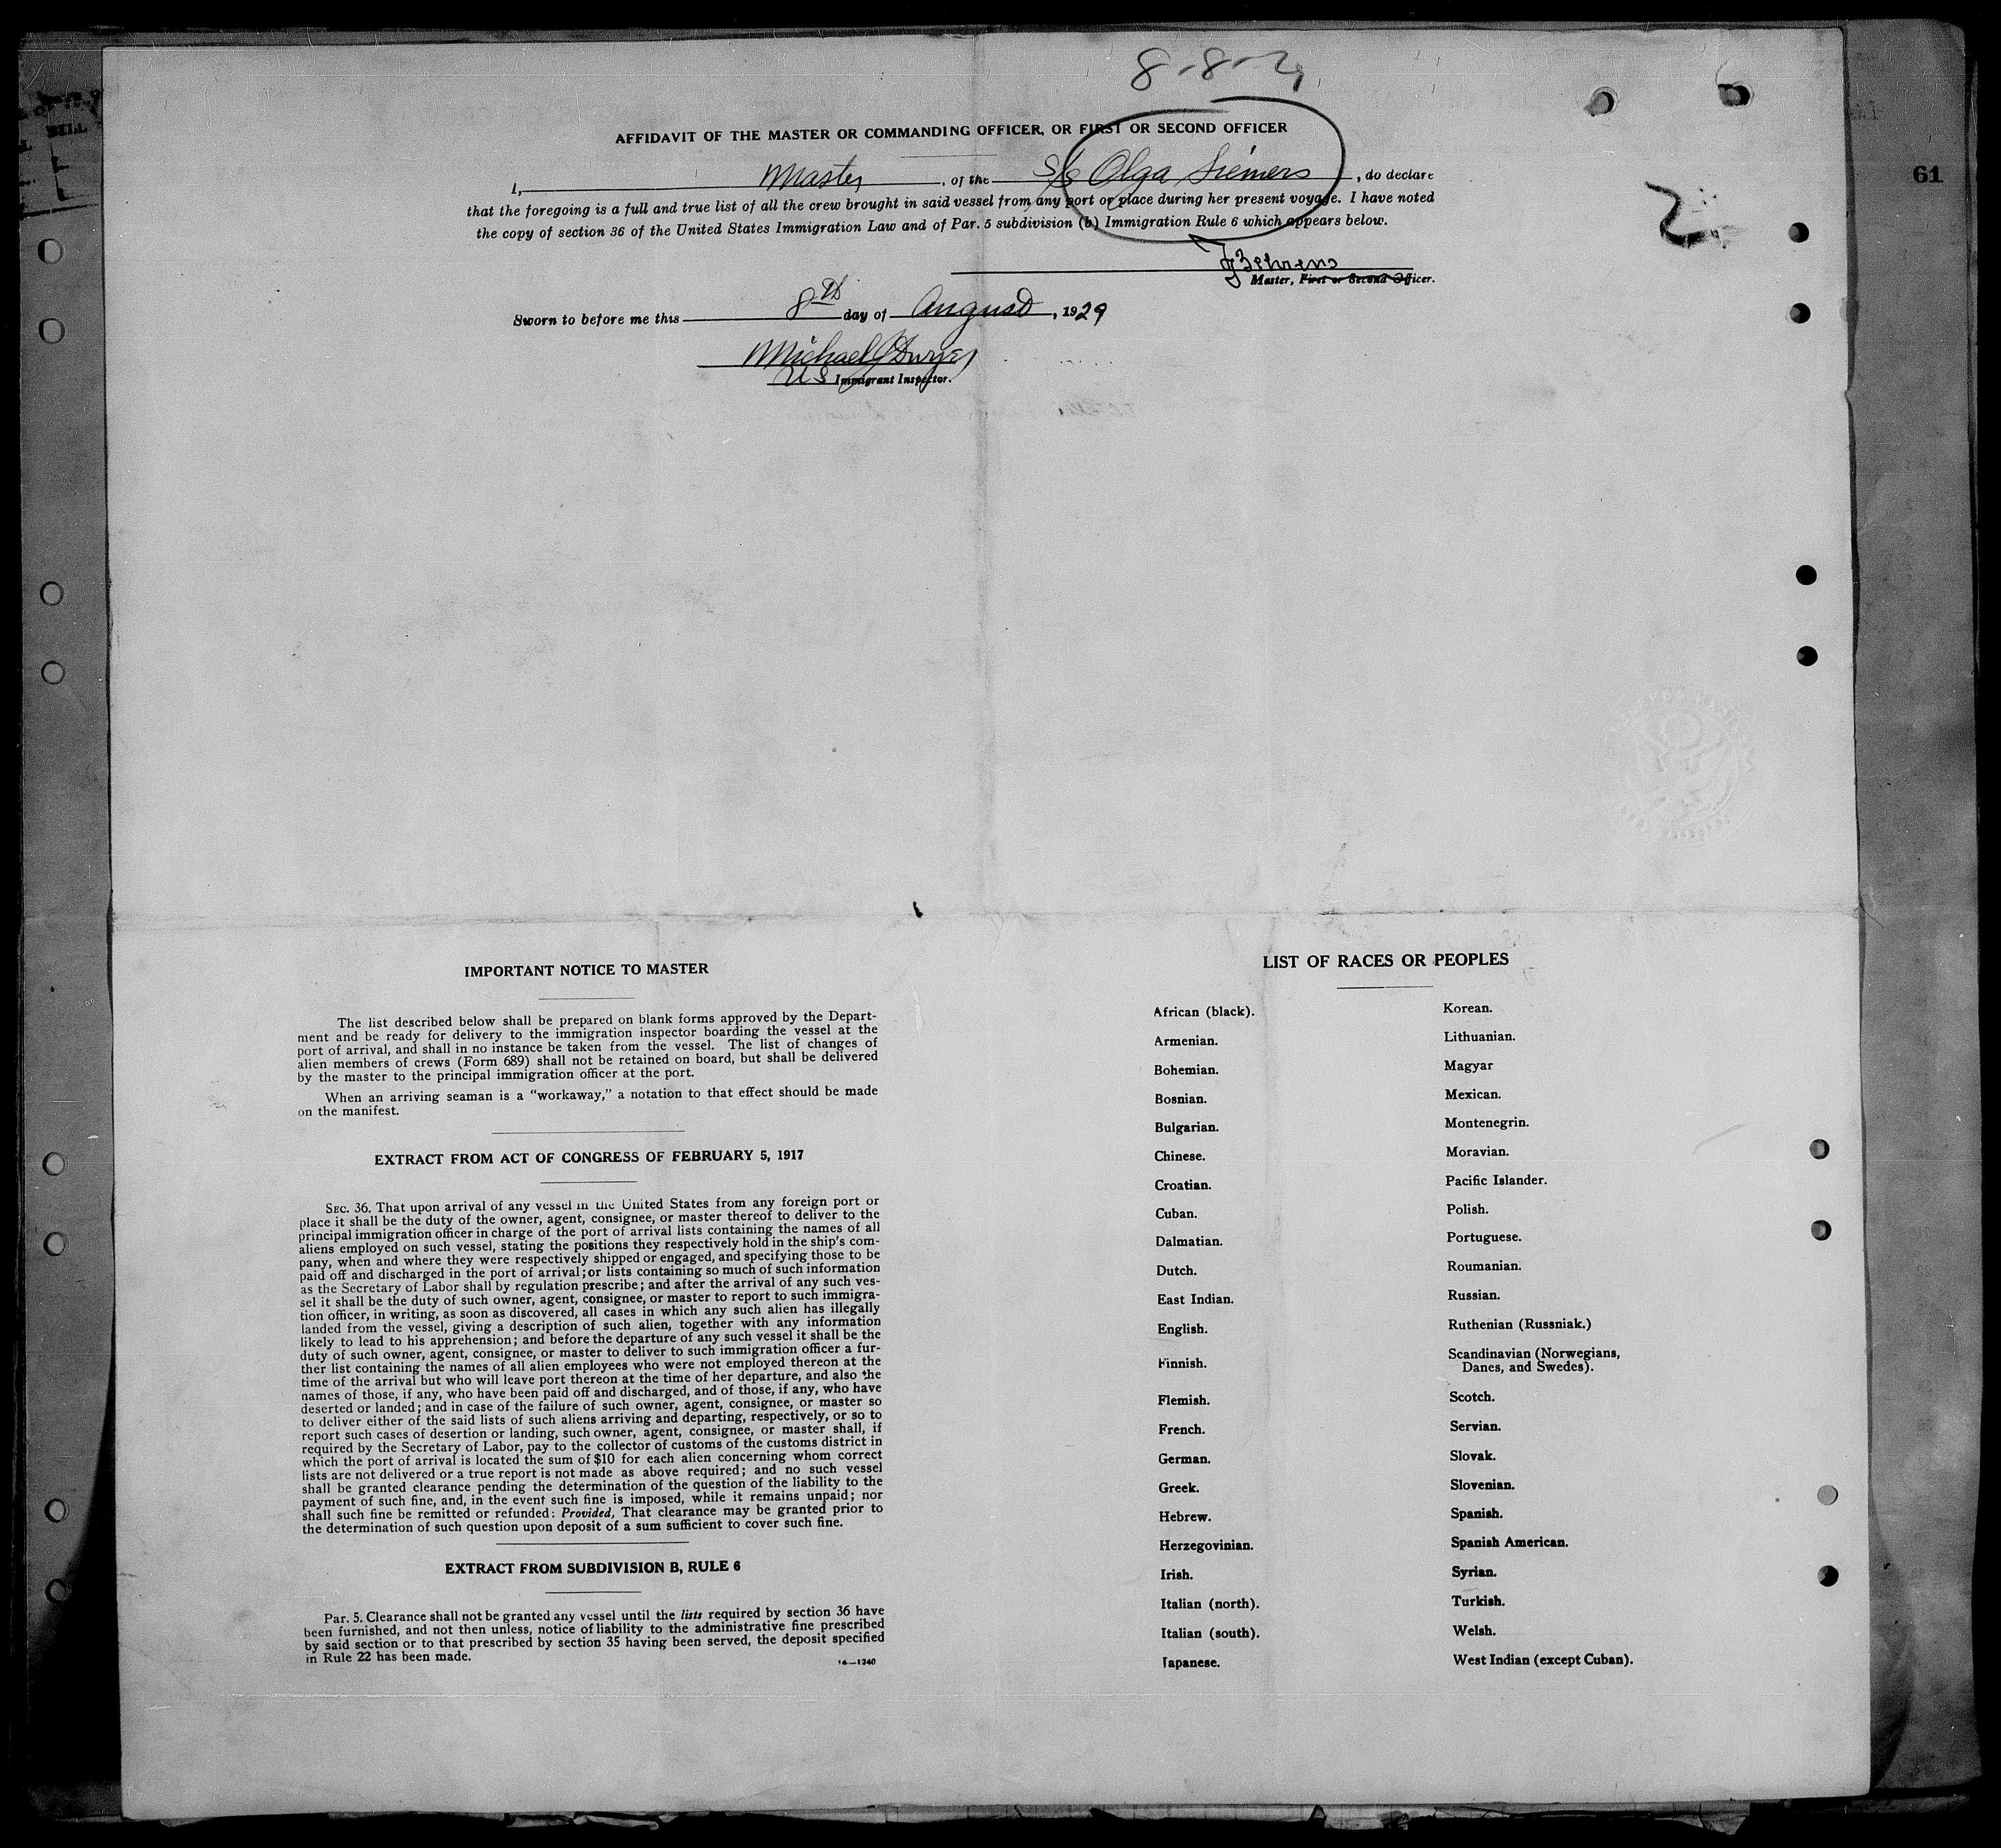 8-8-29
AFFIDAVIT OF THE MASTER OR COMMANDING OFFICER, OR FIRST OR SECOND OFFICER
I, Master, of the S/S Olga Siemers, do declare
that the foregoing is a full and true list of all the crew brought in said vessel from any port or place during her present voyage. I have noted
the copy of section 36 of the United States Immigration Law and of Par. 5 subdivision (b) Immigration Rule 6 which appears below.
Behrens
Master, First or Second Officer.
Sworn to before me this 8th day of August, 1929
Michael J Dwyer
US Immigrant Inspector.
61
BILL
IMPORTANT NOTICE TO MASTER
The list described below shall be prepared on blank forms approved by the Depart-
ment and be ready for delivery to the immigration inspector boarding the vessel at the
port of arrival, and shall in no instance be taken from the vessel. The list of changes of
alien members of crews (Form 689) shall not be retained on board, but shall be delivered
by the master to the principal immigration officer at the port.
When an arriving seaman is a "workaway," a notation to that effect should be made
on the manifest.
EXTRACT FROM ACT OF CONGRESS OF FEBRUARY 5, 1917
SEC. 36. That upon arrival of any vessel in the United States from any foreign port or
place it shall be the duty of the owner, agent, consignee, or master thereof to deliver to the
principal immigration officer in charge of the port of arrival lists containing the names of all
aliens employed on such vessel, stating the positions they respectively hold in the ship's com-
pany, when and where they were respectively shipped or engaged, and specifying those to be
paid off and discharged in the port of arrival; or lists containing so much of such information
as the Secretary of Labor shall by regulation prescribe; and after the arrival of any such ves-
sel it shall be the duty of such owner, agent, consignee, or master to report to such immigra-
tion officer, in writing, as soon as discovered, all cases in which any such alien has illegally
landed from the vessel, giving a description of such alien, together with any information
likely to lead to his apprehension; and before the departure of any such vessel it shall be the
duty of such owner, agent, consignee, or master to deliver to such immigration officer a fur-
ther list containing the names of all alien employees who were not employed thereon at the
time of the arrival but who will leave port thereon at the time of her departure, and also the
names of those, if any, who have been paid off and discharged, and of those, if any, who have
deserted or landed; and in case of the failure of such owner, agent, consignee, or master so
to deliver either of the said lists of such aliens arriving and departing, respectively, or so to
report such cases of desertion or landing, such owner, agent, consignee, or master shall, if
required by the Secretary of Labor, pay to the collector of customs of the customs district in
which the port of arrival is located the sum of $10 for each alien concerning whom correct
lists are not delivered or a true report is not made as above required; and no such vessel
shall be granted clearance pending the determination of the question of the liability to the
payment of such fine, and, in the event such fine is imposed, while it remains unpaid; nor
shall such fine be remitted or refunded: Provided, That clearance may be granted prior to
the determination of such question upon deposit of a sum sufficient to cover such fine.
EXTRACT FROM SUBDIVISION B, RULE 6
Par. 5. Clearance shall not be granted any vessel until the lists required by section 36 have
been furnished, and not then unless, notice of liability to the administrative fine prescribed
by said section or to that prescribed by section 35 having been served, the deposit specified
in Rule 22 has been made.
14—1240
LIST OF RACES OR PEOPLES
African (black).
Armenian.
Bohemian.
Bosnian.
Bulgarian.
Chinese.
Croatian.
Cuban.
Dalmatian.
Dutch.
East Indian.
English.
Finnish.
Flemish.
French.
German.
Greek.
Hebrew.
Herzegovinian.
Irish.
Italian (north).
Italian (south).
Japanese.
Korean.
Lithuanian.
Magyar
Mexican.
Montenegrin.
Moravian.
Pacific Islander.
Polish.
Portuguese.
Roumanian.
Russian.
Ruthenian (Russniak.)
Scandinavian (Norwegians,
Danes, and Swedes).
Scotch.
Servian.
Slovak.
Slovenian.
Spanish.
Spanish American.
Syrian.
Turkish.
Welsh.
West Indian (except Cuban).